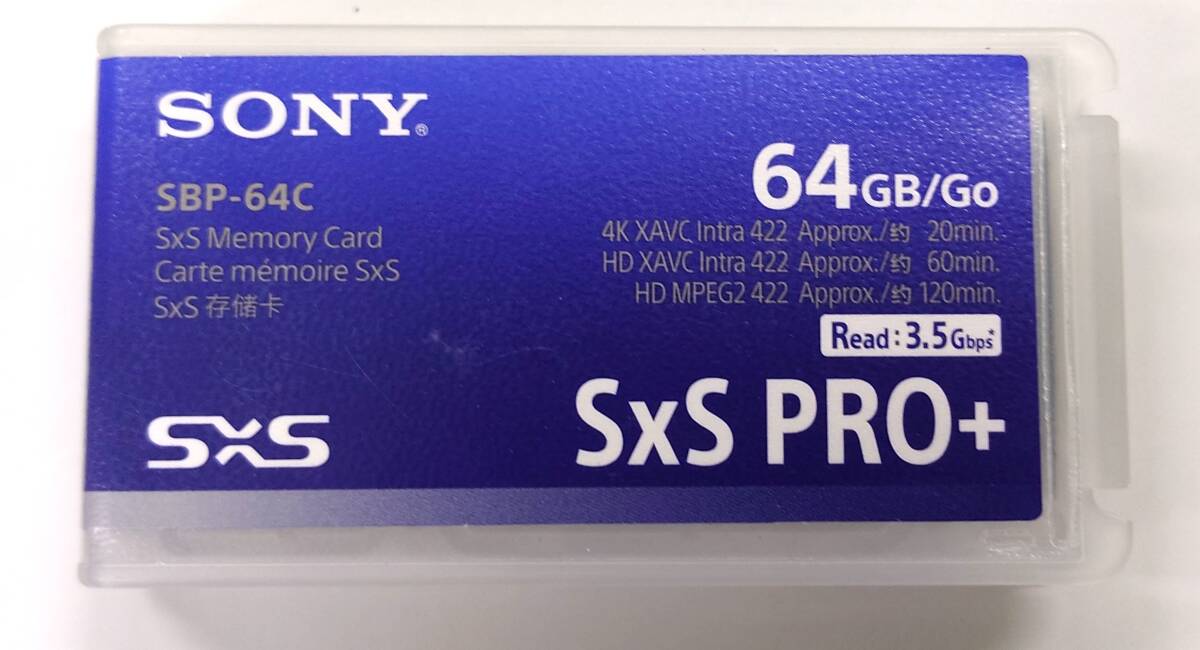 SONY®
SBP-64C
SxS Memory Card
Carte mémoire SxS
SxS 存储卡
SxS
64GB/Go
4K XAVC Intra 422 Approx./约 20min.
HD XAVC Intra 422 Approx./约 60min.
HD MPEG2 422 Approx./约 120min.
Read:3.5Gbps*
SxS PRO+